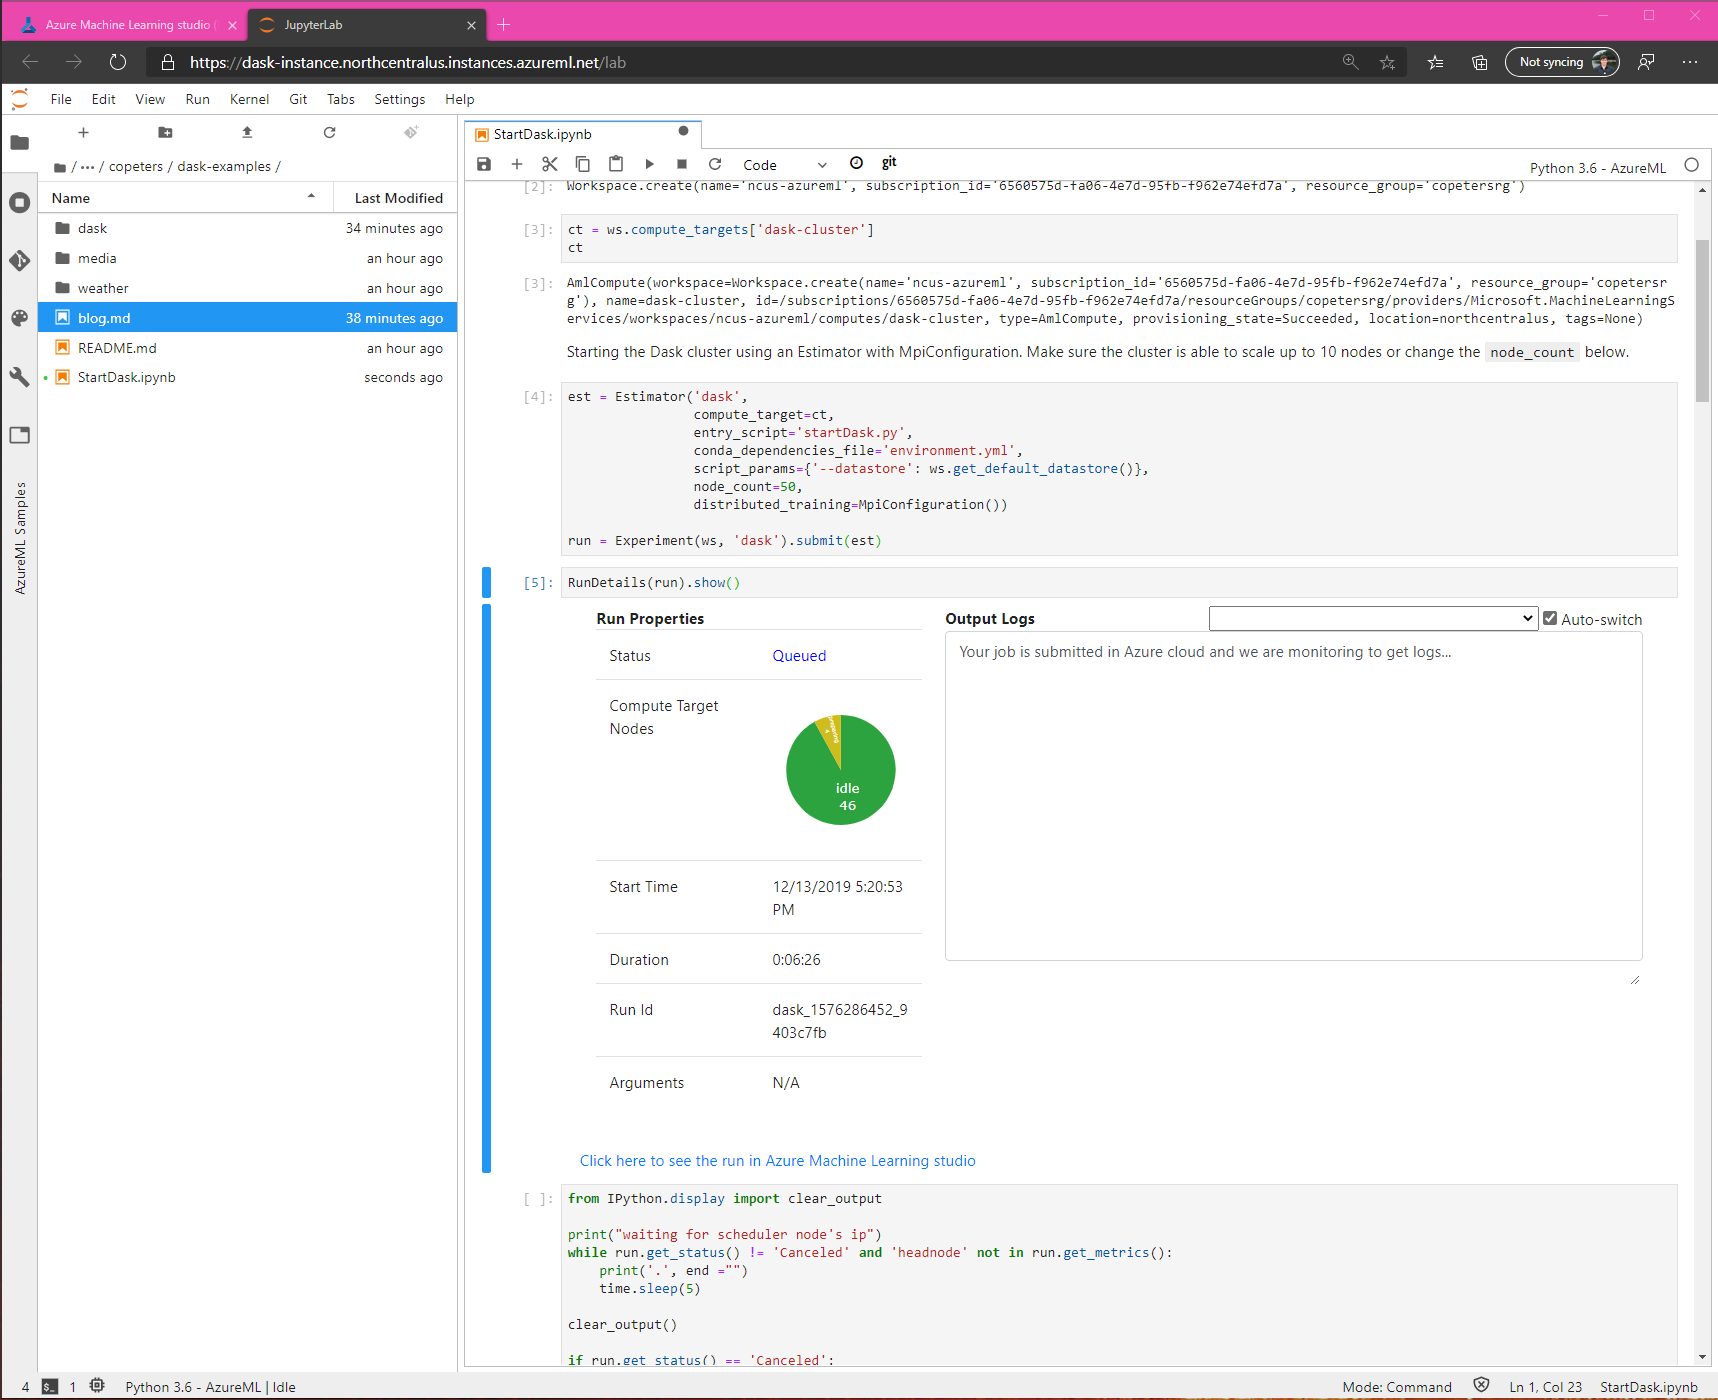 Azure Machine Learning studio (
JupyterLab
https://dask-instance.northcentralus.instances.azureml.net/lab
Not syncing
File Edit View Run Kernel Git Tabs Settings Help
/ ··· / copeters / dask-examples /
Name Last Modified
dask 34 minutes ago
media an hour ago
weather an hour ago
blog.md 38 minutes ago
README.md an hour ago
StartDask.ipynb seconds ago
AzureML Samples
StartDask.ipynb
Code
git
Python 3.6 - AzureML
[2]: Workspace.create(name='ncus-azureml', subscription_id='6560575d-fa06-4e7d-95fb-f962e74efd7a', resource_group='copetersrg')
[3]: ct = ws.compute_targets['dask-cluster']
ct
[3]: AmlCompute(workspace=Workspace.create(name='ncus-azureml', subscription_id='6560575d-fa06-4e7d-95fb-f962e74efd7a', resource_group='copetersr
g'), name=dask-cluster, id=/subscriptions/6560575d-fa06-4e7d-95fb-f962e74efd7a/resourceGroups/copetersrg/providers/Microsoft.MachineLearningS
ervices/workspaces/ncus-azureml/computes/dask-cluster, type=AmlCompute, provisioning_state=Succeeded, location=northcentralus, tags=None)
Starting the Dask cluster using an Estimator with MpiConfiguration. Make sure the cluster is able to scale up to 10 nodes or change the node_count below.
[4]: est = Estimator('dask',
compute_target=ct,
entry_script='startDask.py',
conda_dependencies_file='environment.yml',
script_params={'--datastore': ws.get_default_datastore()},
node_count=50,
distributed_training=MpiConfiguration())
run = Experiment(ws, 'dask').submit(est)
[5]: RunDetails(run).show()
Run Properties
Status Queued
Compute Target
Nodes
preparing
4
idle
46
Start Time 12/13/2019 5:20:53
PM
Duration 0:06:26
Run Id dask_1576286452_9
403c7fb
Arguments N/A
Output Logs
Auto-switch
Your job is submitted in Azure cloud and we are monitoring to get logs...
Click here to see the run in Azure Machine Learning studio
[ ]: from IPython.display import clear_output
print("waiting for scheduler node's ip")
while run.get_status() != 'Canceled' and 'headnode' not in run.get_metrics():
print('.', end ="")
time.sleep(5)
clear_output()
if run.get_status() == 'Canceled':
4 $_ 1 Python 3.6 - AzureML | Idle
Mode: Command Ln 1, Col 23 StartDask.ipynb